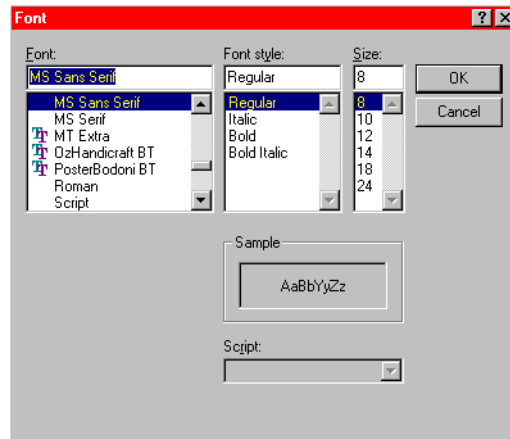 Font
Font: Font style: Size:
MS Sans Serif Regular 8 OK
MS Sans Serif Regular 8 Cancel
MS Serif Italic 10
MT Extra Bold 12
OzHandicraft BT Bold Italic 14
PosterBodoni BT 18
Roman 24
Script
Sample
AaBbYyZz
Script: